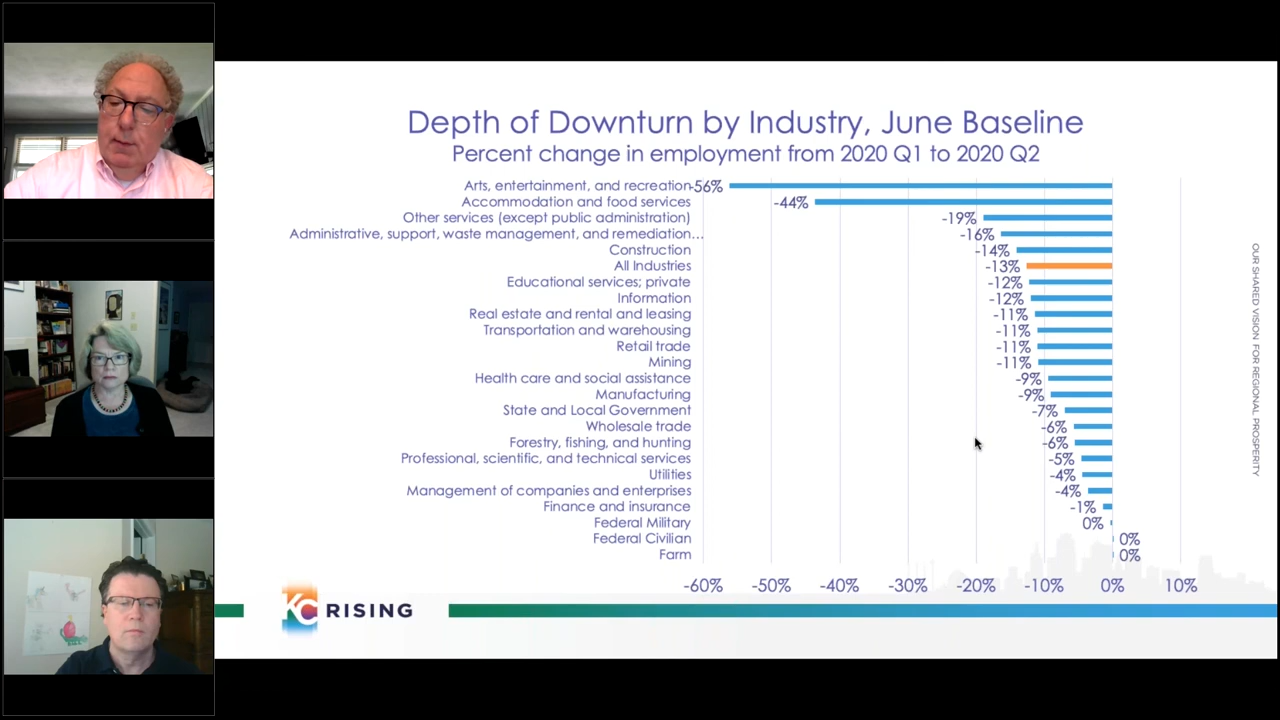 Depth of Downturn by Industry, June Baseline
Percent change in employment from 2020 Q1 to 2020 Q2
Arts, entertainment, and recreation -56%
Accommodation and food services -44%
Other services (except public administration) -19%
Administrative, support, waste management, and remediation... -16%
Construction -14%
All Industries -13%
Educational services; private -12%
Information -12%
Real estate and rental and leasing -11%
Transportation and warehousing -11%
Retail trade -11%
Mining -11%
Health care and social assistance -9%
Manufacturing -9%
State and Local Government -7%
Wholesale trade -6%
Forestry, fishing, and hunting -6%
Professional, scientific, and technical services -5%
Utilities -4%
Management of companies and enterprises -4%
Finance and insurance -1%
Federal Military 0%
Federal Civilian 0%
Farm 0%
-60% -50% -40% -30% -20% -10% 0% 10%
KC RISING
OUR SHARED VISION FOR REGIONAL PROSPERITY